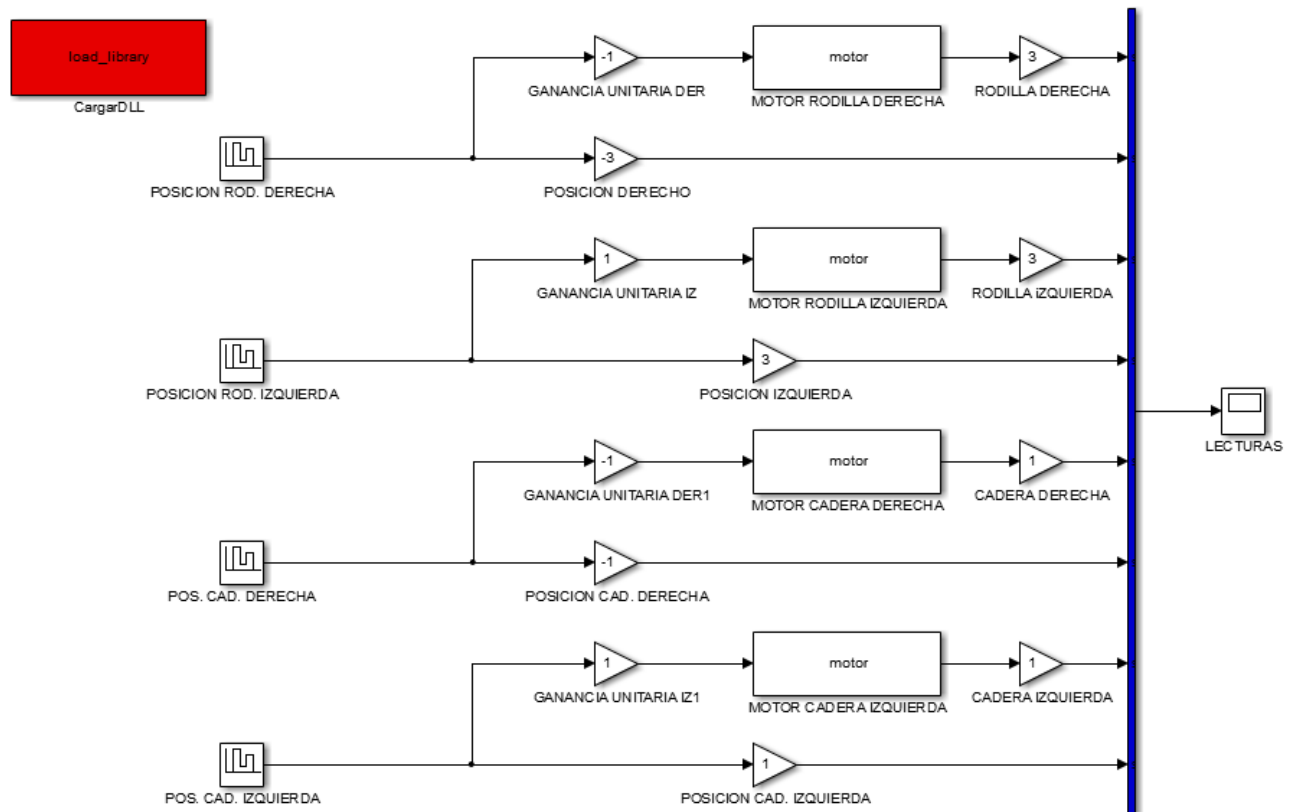 load_library
CargarDLL
-1
GANANCIA UNITARIA DER
motor
MOTOR RODILLA DERECHA
3
RODILLA DERECHA
POSICION ROD. DERECHA
-3
POSICION DERECHO
1
GANANCIA UNITARIA IZ
motor
MOTOR RODILLA IZQUIERDA
3
RODILLA iZQUIERDA
POSICION ROD. IZQUIERDA
3
POSICION IZQUIERDA
LECTURAS
-1
GANANCIA UNITARIA DER1
motor
MOTOR CADERA DERECHA
1
CADERA DERECHA
POS. CAD. DERECHA
-1
POSICION CAD. DERECHA
1
GANANCIA UNITARIA IZ1
motor
MOTOR CADERA IZQUIERDA
1
CADERA IZQUIERDA
POS. CAD. IZQUIERDA
1
POSICION CAD. IZQUIERDA